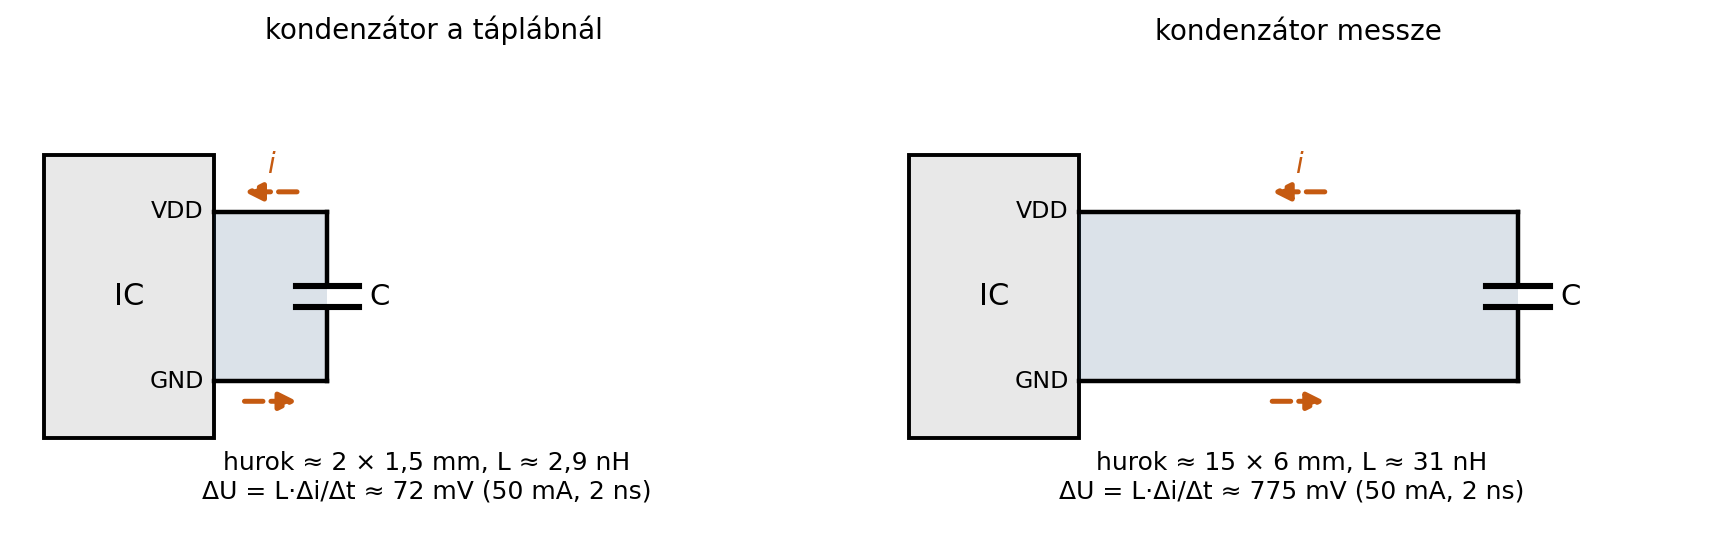 kondenzátor a táplábnál
i
VDD
IC
C
GND
hurok ≈ 2 × 1,5 mm, L ≈ 2,9 nH
ΔU = L·Δi/Δt ≈ 72 mV (50 mA, 2 ns)
kondenzátor messze
i
VDD
IC
C
GND
hurok ≈ 15 × 6 mm, L ≈ 31 nH
ΔU = L·Δi/Δt ≈ 775 mV (50 mA, 2 ns)